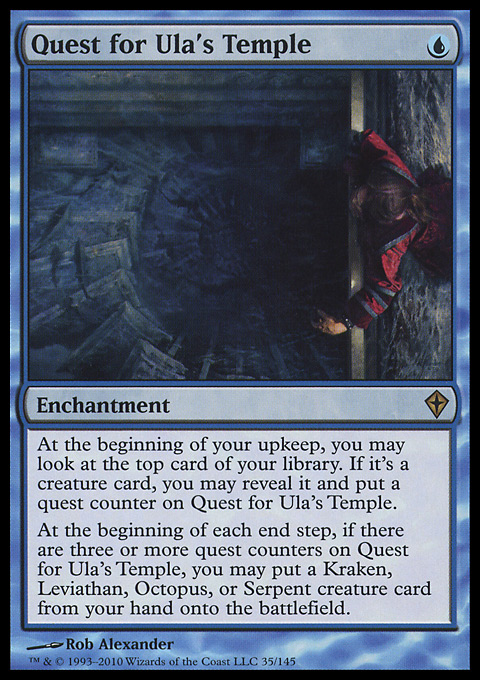 Quest for Ula's Temple
Enchantment
At the beginning of your upkeep, you may
look at the top card of your library. If it's a
creature card, you may reveal it and put a
quest counter on Quest for Ula's Temple.
At the beginning of each end step, if there
are three or more quest counters on Quest
for Ula's Temple, you may put a Kraken,
Leviathan, Octopus, or Serpent creature card
from your hand onto the battlefield.
Rob Alexander
™ & © 1993–2010 Wizards of the Coast LLC 35/145